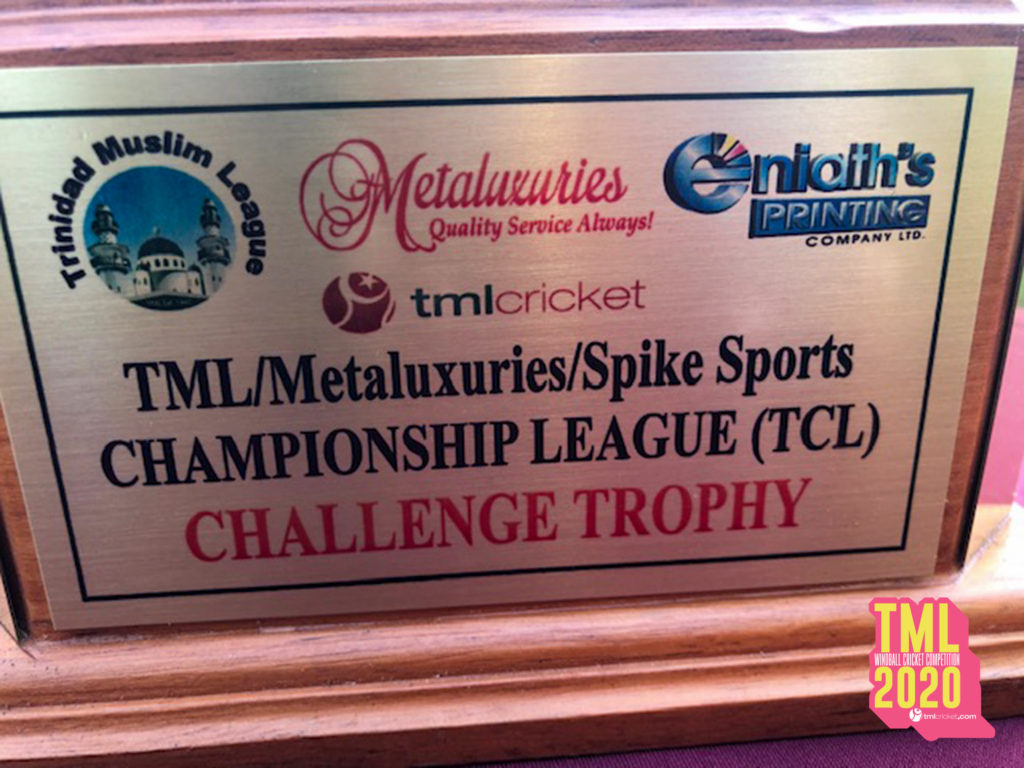 Trinidad Muslim League
Metaluxuries
Quality Service Always!
eniath's
PRINTING
COMPANY LTD.
tmlcricket
TML/Metaluxuries/Spike Sports
CHAMPIONSHIP LEAGUE (TCL)
CHALLENGE TROPHY
TML
WINDBALL CRICKET COMPETITION
2020
tmlcricket.com